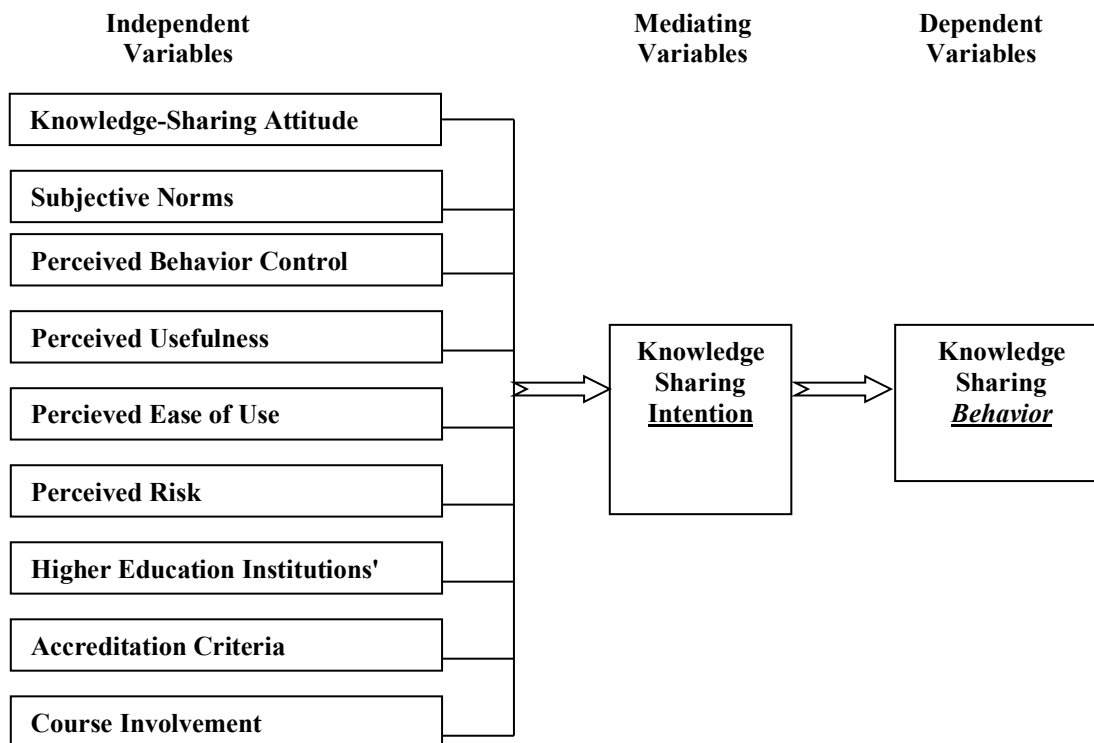 Independent
Variables
Mediating
Variables
Dependent
Variables
Knowledge-Sharing Attitude
Subjective Norms
Perceived Behavior Control
Perceived Usefulness
Percieved Ease of Use
Perceived Risk
Higher Education Institutions'
Accreditation Criteria
Course Involvement
Knowledge
Sharing
Intention
Knowledge
Sharing
Behavior